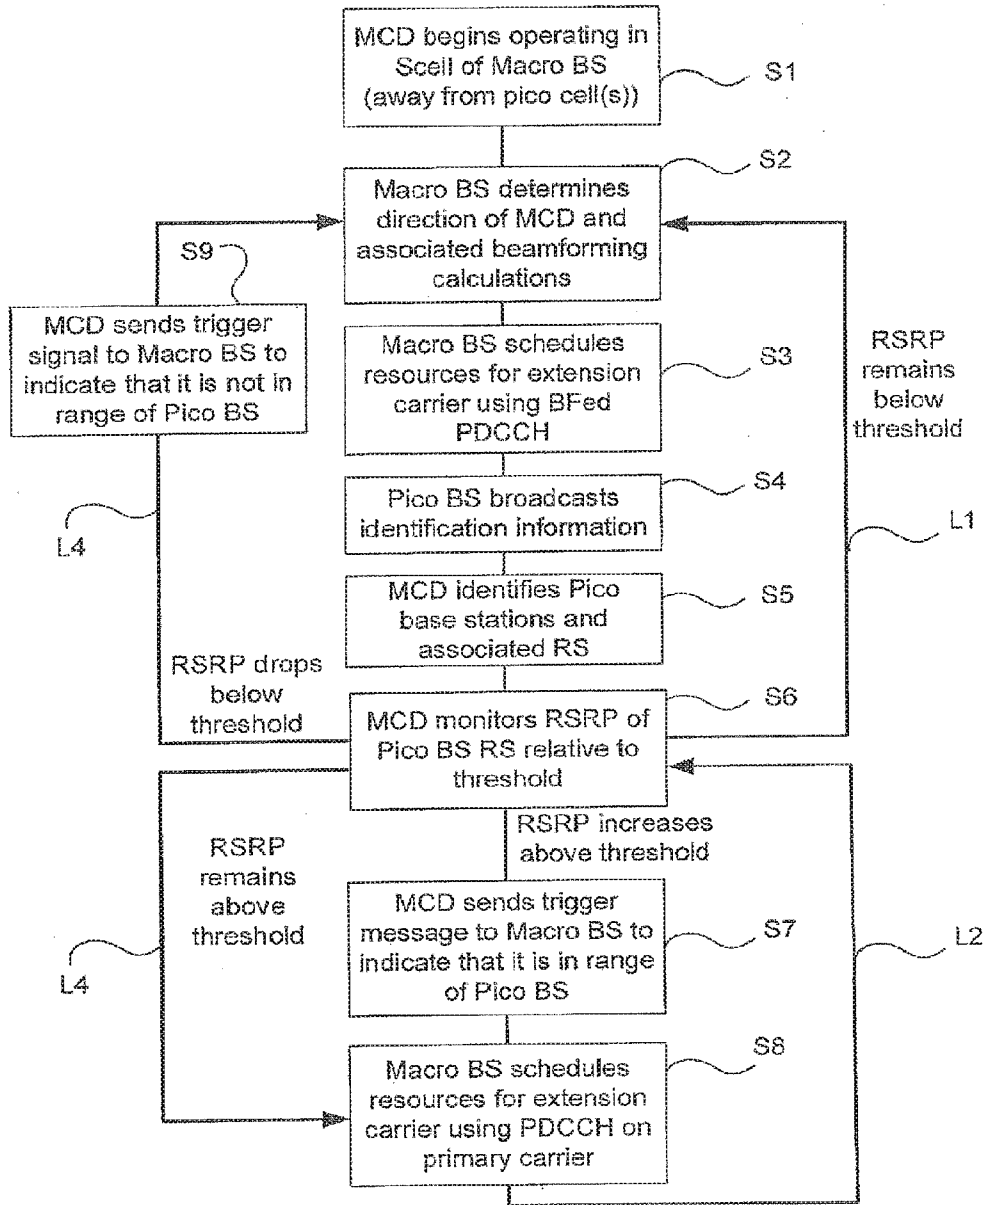 MCD begins operating in
Scell of Macro BS
(away from pico cell(s))
S1
S2
Macro BS determines
direction of MCD and
associated beamforming
calculations
S9
MCD sends trigger
signal to Macro BS to
indicate that it is not in
range of Pico BS
Macro BS schedules
resources for extension
carrier using BFed
PDCCH
S3
RSRP
remains
below
threshold
Pico BS broadcasts
identification information
S4
L4
L1
MCD identifies Pico
base stations and
associated RS
S5
RSRP drops
below
threshold
S6
MCD monitors RSRP of
Pico BS RS relative to
threshold
RSRP increases
above threshold
RSRP
remains
above
threshold
MCD sends trigger
message to Macro BS to
indicate that it is in range
of Pico BS
S7
L2
L4
S8
Macro BS schedules
resources for extension
carrier using PDCCH on
primary carrier